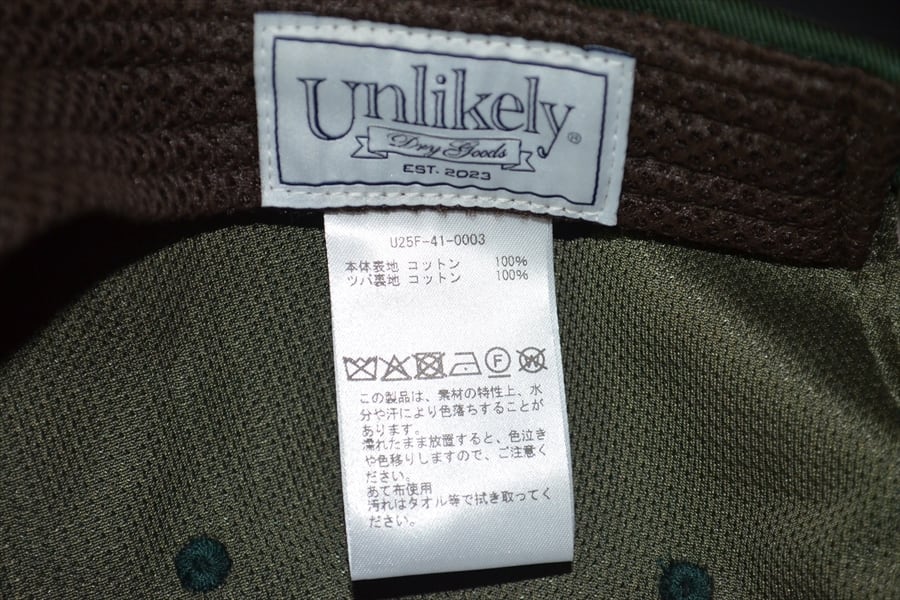 Unlikely®
Dry Goods
EST. 2023
U25F-41-0003
本体表地 コットン 100%
ツバ裏地 コットン 100%
F W
この製品は、素材の特性上、水
分や汗により色落ちすることが
あります。
濡れたまま放置すると、色泣き
や色移りしますので、ご注意く
ださい。
あて布使用
汚れはタオル等で拭き取ってく
ださい。